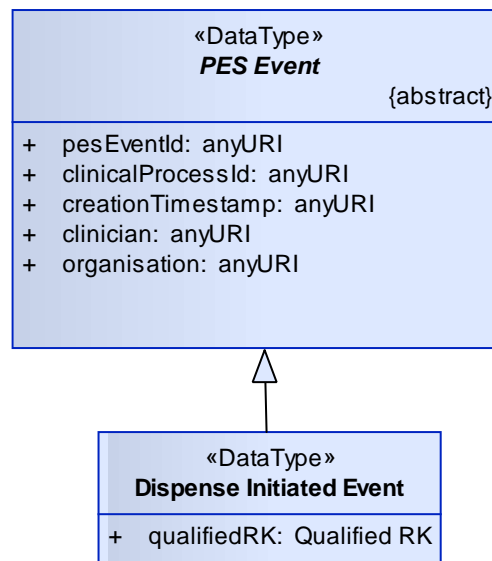 «DataType»
PES Event
{abstract}
+ pesEventId: anyURI
+ clinicalProcessId: anyURI
+ creationTimestamp: anyURI
+ clinician: anyURI
+ organisation: anyURI
«DataType»
Dispense Initiated Event
+ qualifiedRK: Qualified RK